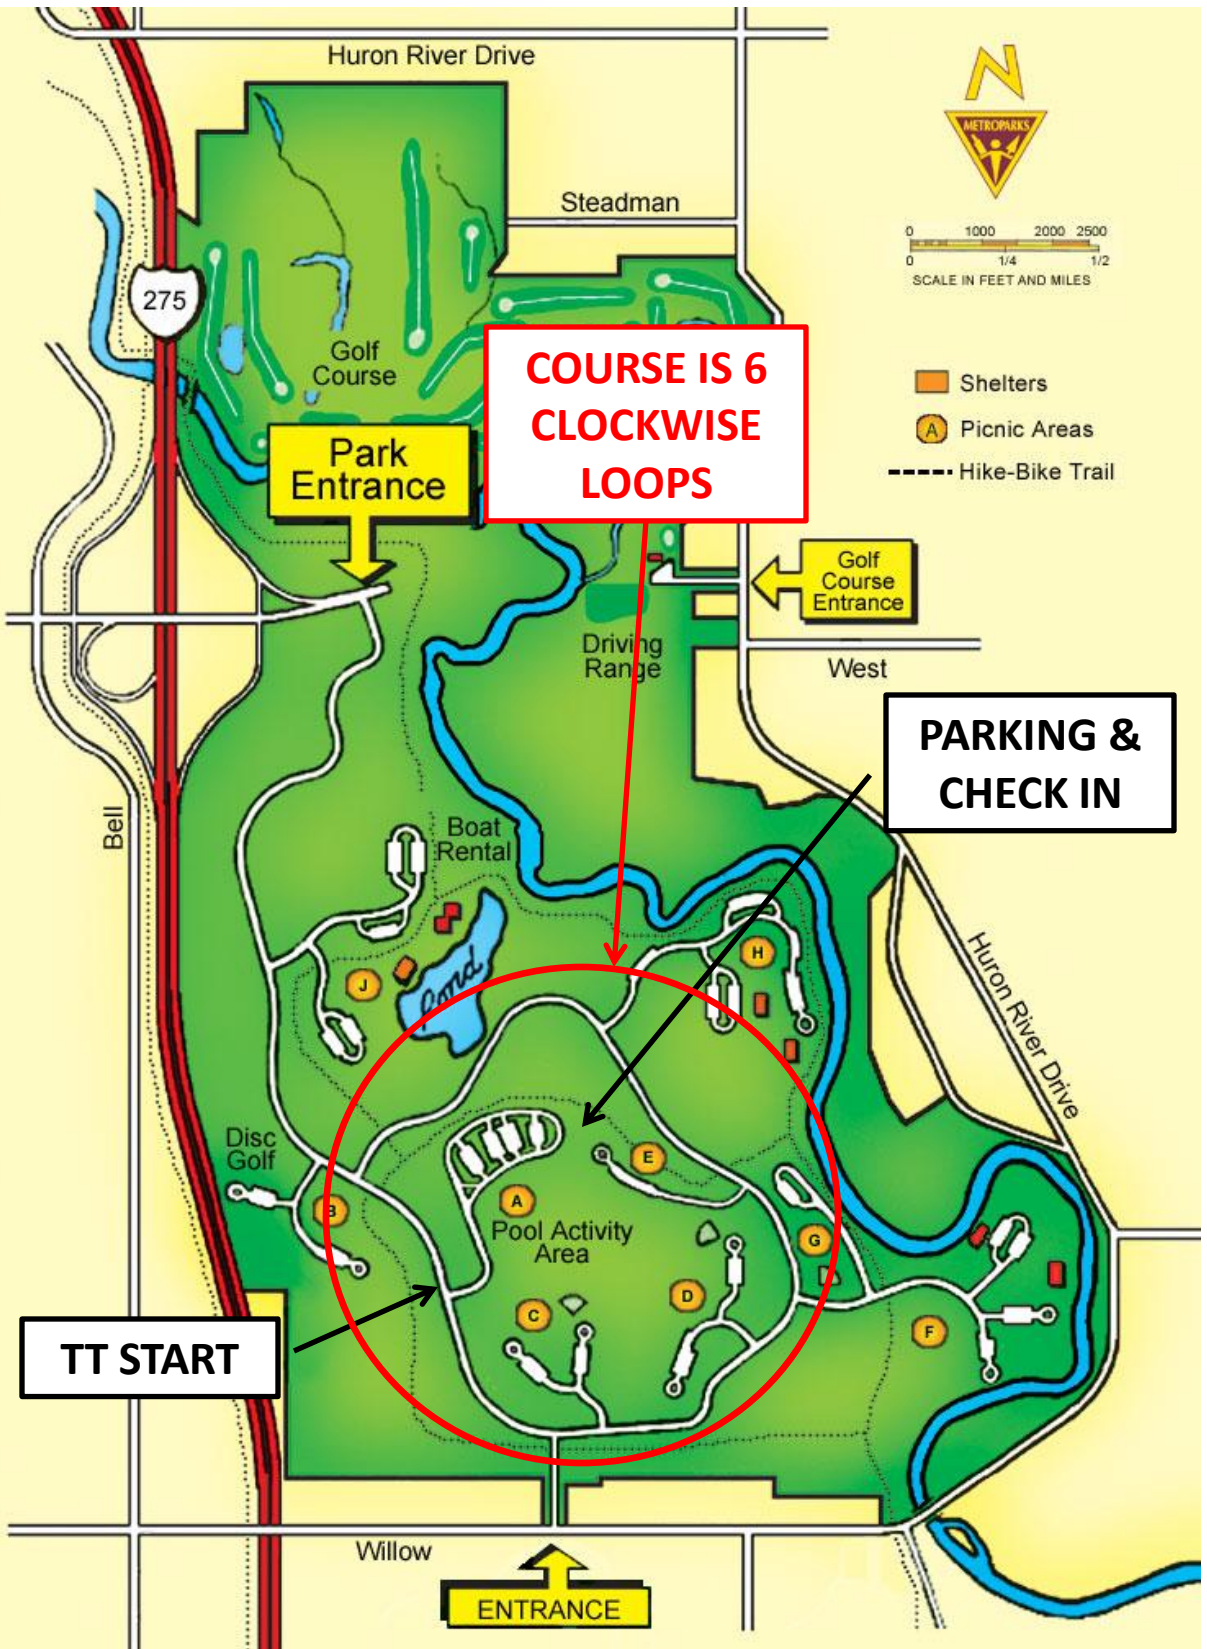 Huron River Drive
N
METROPARKS
Steadman
0 1000 2000 2500
0 1/4 1/2
SCALE IN FEET AND MILES
275
Golf
Course
COURSE IS 6
CLOCKWISE
LOOPS
Shelters
A Picnic Areas
Hike-Bike Trail
Park
Entrance
Golf
Course
Entrance
Driving
Range
West
PARKING &
CHECK IN
Bell
Boat
Rental
Huron River Drive
H
J
Pond
Disc
Golf
E
A
B
Pool Activity
Area
G
D
C
F
TT START
Willow
ENTRANCE